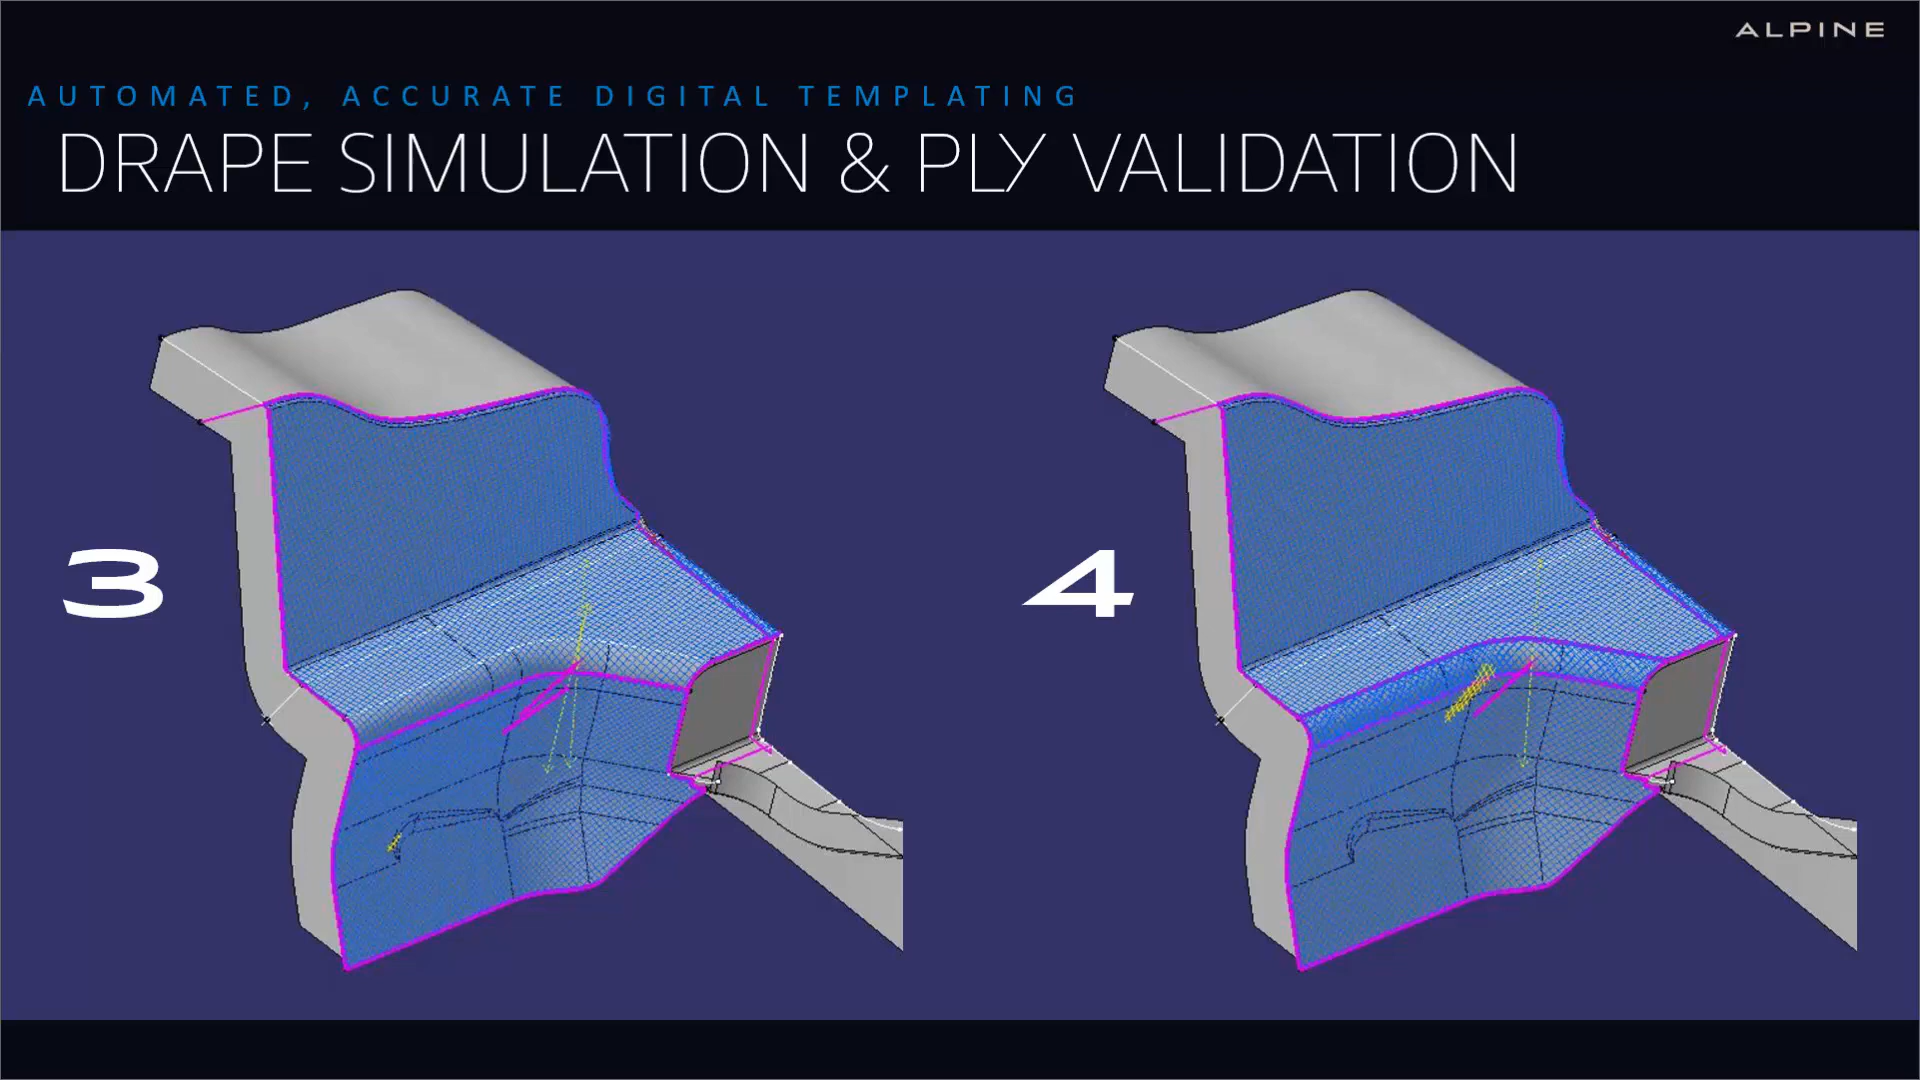 ALPINE
AUTOMATED, ACCURATE DIGITAL TEMPLATING
DRAPE SIMULATION & PLY VALIDATION
3
4